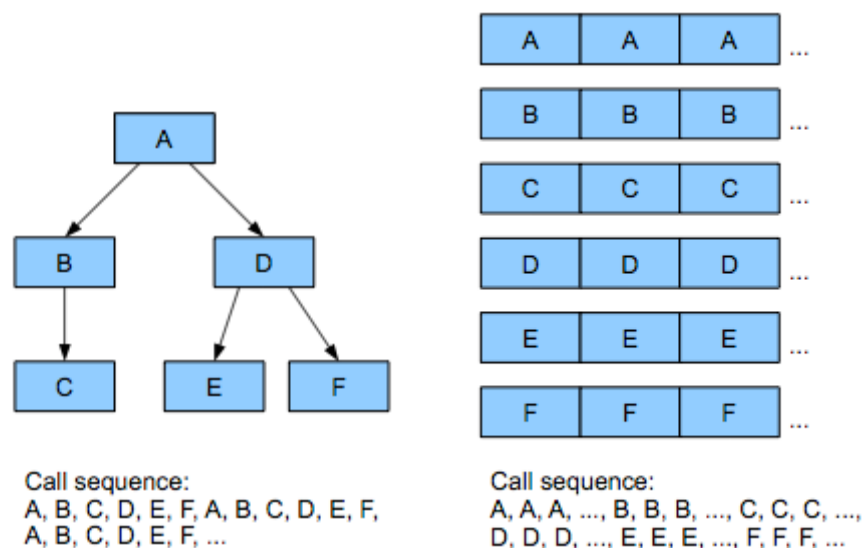 A
B
D
C
E
F
Call sequence:
A, B, C, D, E, F, A, B, C, D, E, F,
A, B, C, D, E, F, ...
A A A ...
B B B ...
C C C ...
D D D ...
E E E ...
F F F ...
Call sequence:
A, A, A, ..., B, B, B, ..., C, C, C, ...,
D, D, D, ..., E, E, E, ..., F, F, F, ...